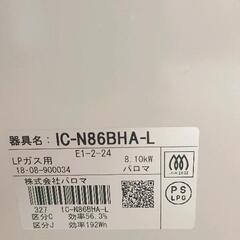 器具名: IC-N86BHA-L
E1-2-24
LPガス用 8.10kW
18·08-900034 パロマ
株式会社パロマ
327 IC-N86BHA-L
区分C 効率56.3%
区分J 効率192Wh
PS
LPG